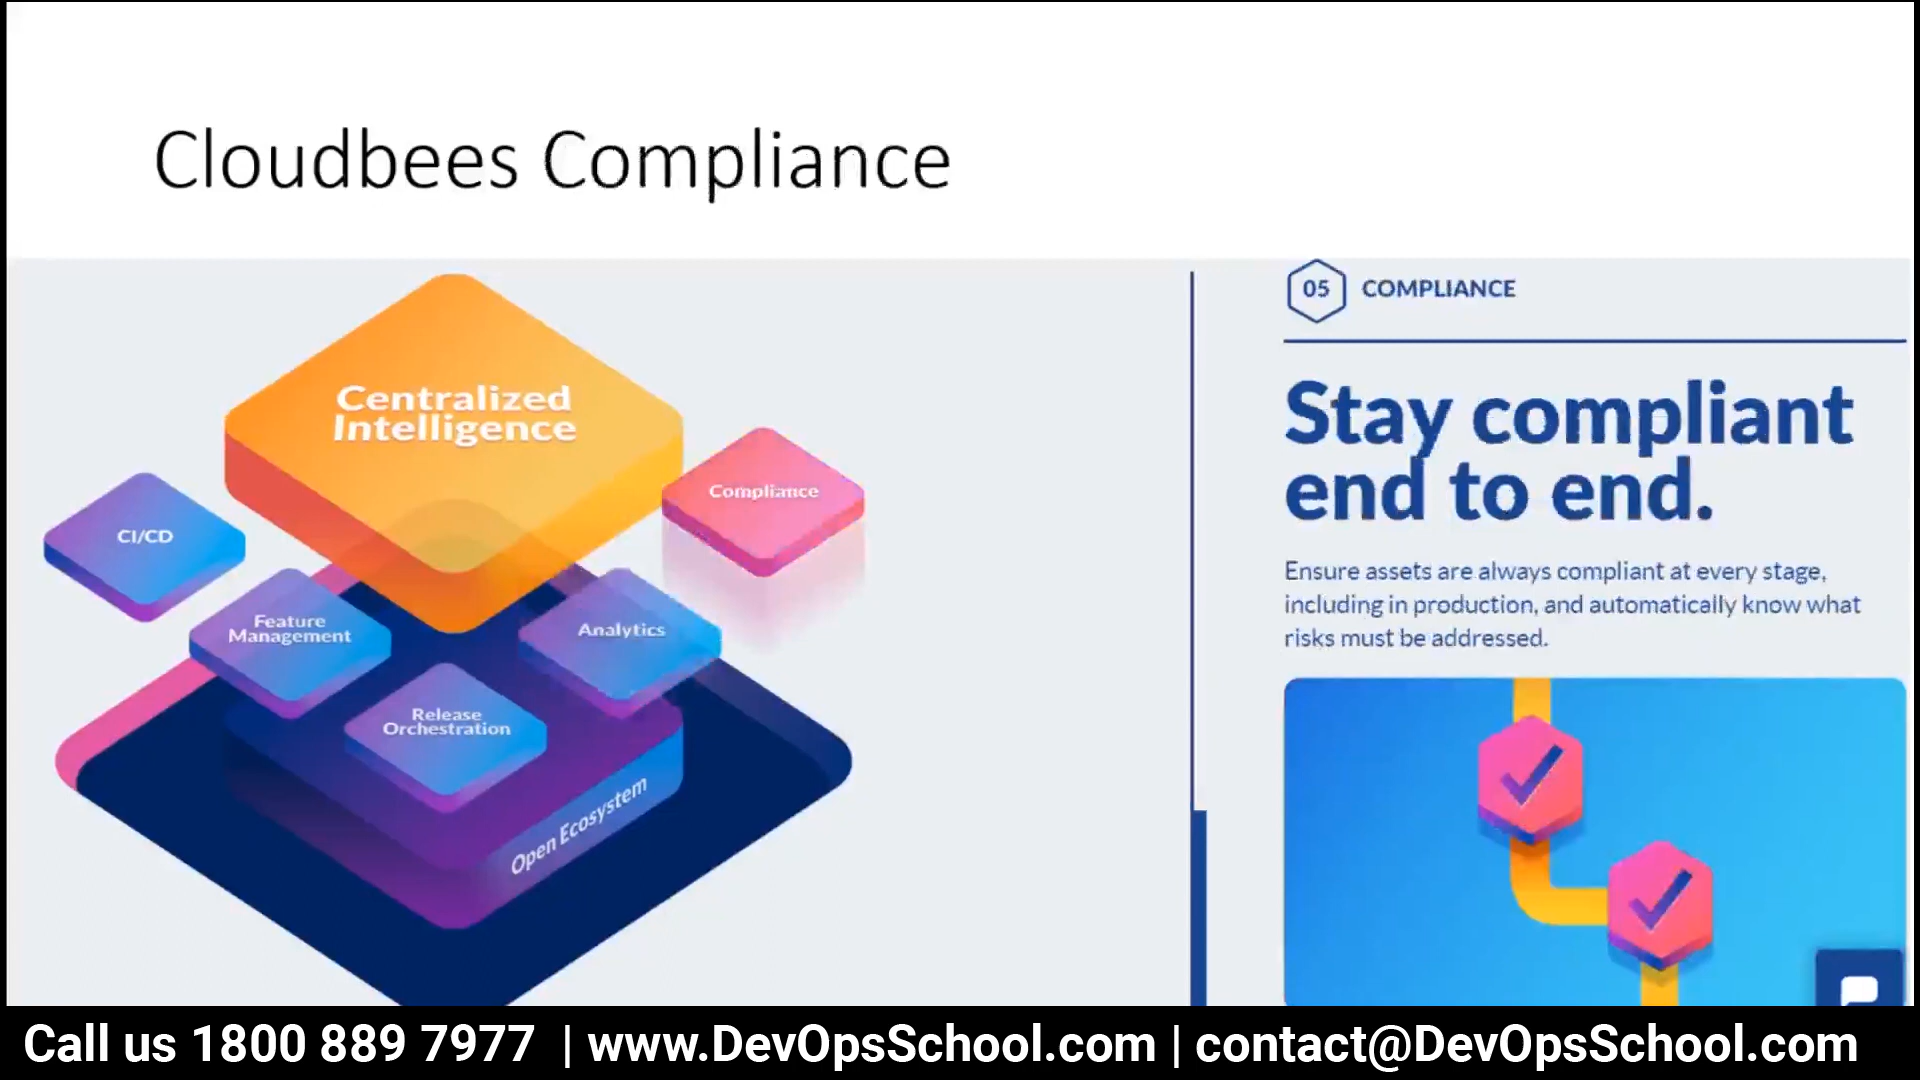 Cloudbees Compliance
Centralized
Intelligence
Compliance
CI/CD
Feature
Management
Analytics
Release
Orchestration
Open Ecosystem
05 COMPLIANCE
Stay compliant
end to end.
Ensure assets are always compliant at every stage,
including in production, and automatically know what
risks must be addressed.
Call us 1800 889 7977 | www.DevOpsSchool.com | contact@DevOpsSchool.com